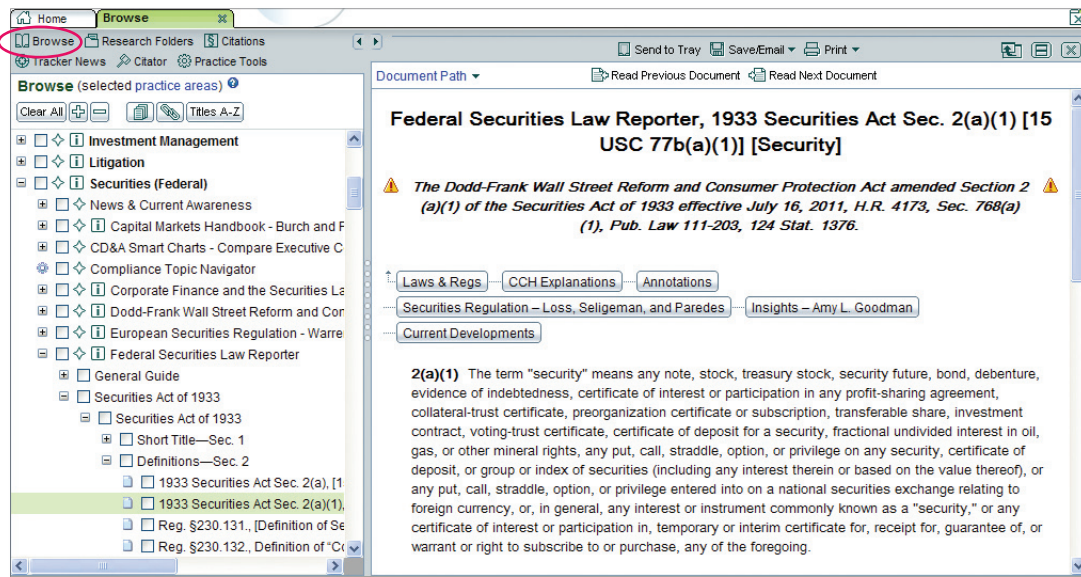 Home Browse
Browse Research Folders § Citations
Tracker News Citator Practice Tools
Browse (selected practice areas)
Clear All Titles A-Z
Investment Management
Litigation
Securities (Federal)
News & Current Awareness
Capital Markets Handbook - Burch and F
CD&A Smart Charts - Compare Executive C
Compliance Topic Navigator
Corporate Finance and the Securities La
Dodd-Frank Wall Street Reform and Con
European Securities Regulation - Warre
Federal Securities Law Reporter
General Guide
Securities Act of 1933
Securities Act of 1933
Short Title—Sec. 1
Definitions—Sec. 2
1933 Securities Act Sec. 2(a), [1
1933 Securities Act Sec. 2(a)(1),
Reg. §230.131., [Definition of Se
Reg. §230.132., Definition of "Co
Send to Tray Save/Email Print
Document Path Read Previous Document Read Next Document
Federal Securities Law Reporter, 1933 Securities Act Sec. 2(a)(1) [15
USC 77b(a)(1)] [Security]
The Dodd-Frank Wall Street Reform and Consumer Protection Act amended Section 2
(a)(1) of the Securities Act of 1933 effective July 16, 2011, H.R. 4173, Sec. 768(a)
(1), Pub. Law 111-203, 124 Stat. 1376.
Laws & Regs CCH Explanations Annotations
Securities Regulation – Loss, Seligeman, and Paredes Insights – Amy L. Goodman
Current Developments
2(a)(1) The term "security" means any note, stock, treasury stock, security future, bond, debenture,
evidence of indebtedness, certificate of interest or participation in any profit-sharing agreement,
collateral-trust certificate, preorganization certificate or subscription, transferable share, investment
contract, voting-trust certificate, certificate of deposit for a security, fractional undivided interest in oil,
gas, or other mineral rights, any put, call, straddle, option, or privilege on any security, certificate of
deposit, or group or index of securities (including any interest therein or based on the value thereof), or
any put, call, straddle, option, or privilege entered into on a national securities exchange relating to
foreign currency, or, in general, any interest or instrument commonly known as a "security," or any
certificate of interest or participation in, temporary or interim certificate for, receipt for, guarantee of, or
warrant or right to subscribe to or purchase, any of the foregoing.